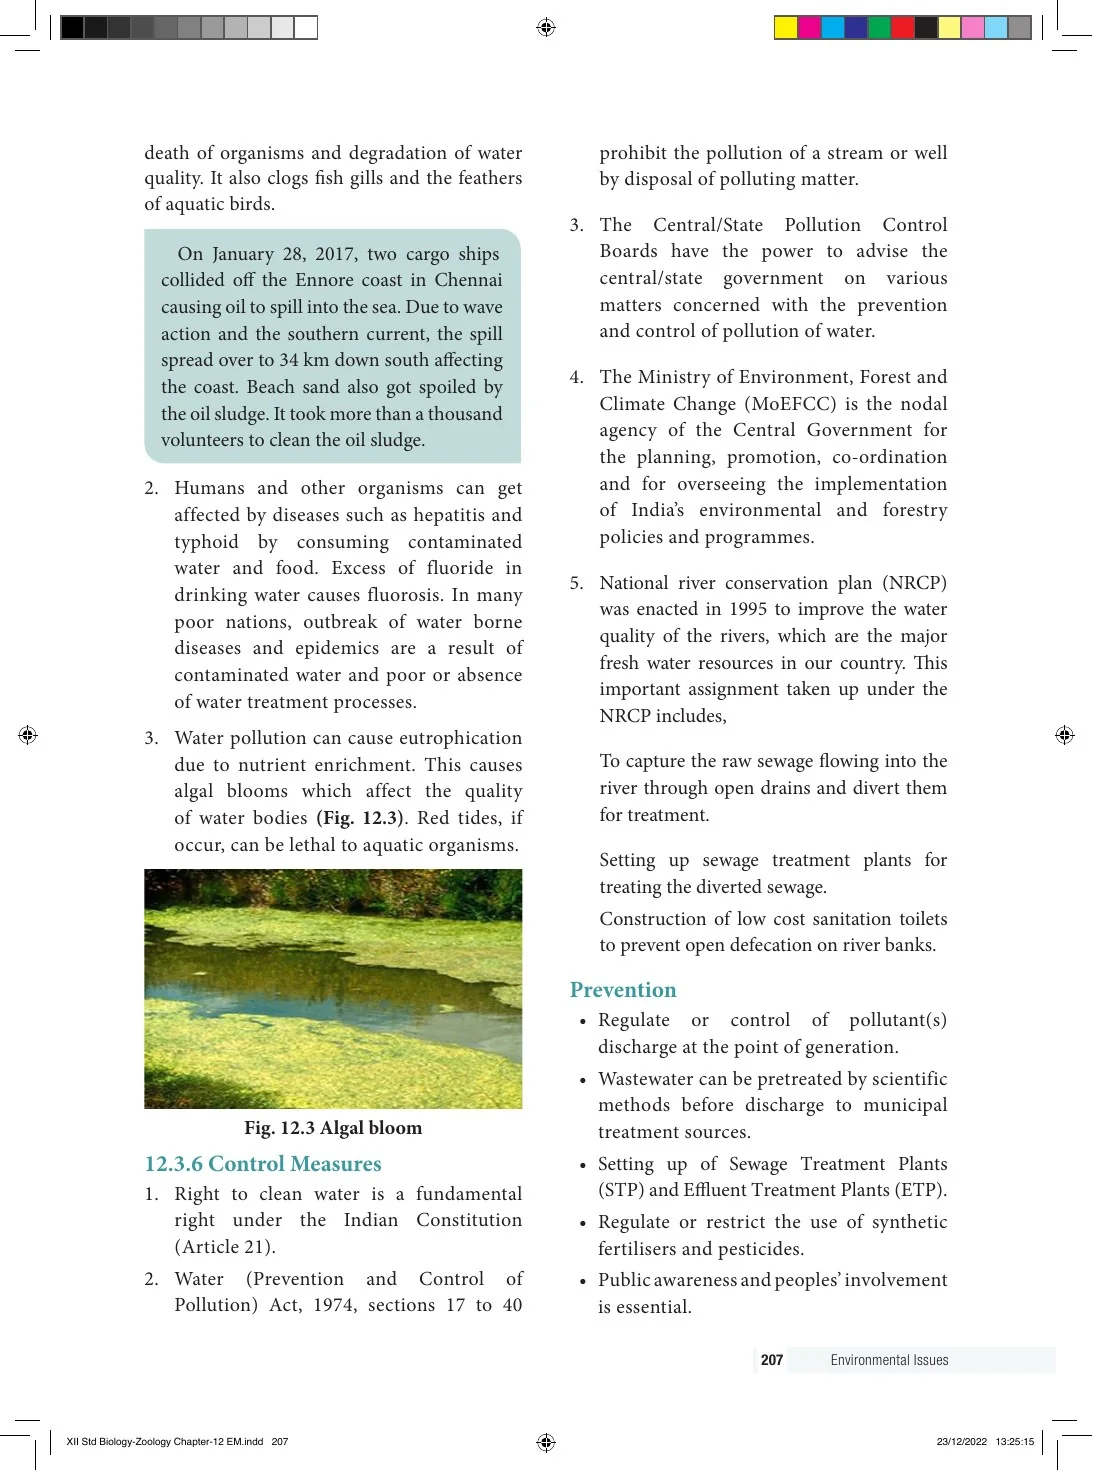 death of organisms and degradation of water
quality. It also clogs fish gills and the feathers
of aquatic birds.
On January 28, 2017, two cargo ships
collided off the Ennore coast in Chennai
causing oil to spill into the sea. Due to wave
action and the southern current, the spill
spread over to 34 km down south affecting
the coast. Beach sand also got spoiled by
the oil sludge. It took more than a thousand
volunteers to clean the oil sludge.
2. Humans and other organisms can get
affected by diseases such as hepatitis and
typhoid by consuming contaminated
water and food. Excess of fluoride in
drinking water causes fluorosis. In many
poor nations, outbreak of water borne
diseases and epidemics are a result of
contaminated water and poor or absence
of water treatment processes.
3. Water pollution can cause eutrophication
due to nutrient enrichment. This causes
algal blooms which affect the quality
of water bodies (Fig. 12.3). Red tides, if
occur, can be lethal to aquatic organisms.
Fig. 12.3 Algal bloom
12.3.6 Control Measures
1. Right to clean water is a fundamental
right under the Indian Constitution
(Article 21).
2. Water (Prevention and Control of
Pollution) Act, 1974, sections 17 to 40
prohibit the pollution of a stream or well
by disposal of polluting matter.
3. The Central/State Pollution Control
Boards have the power to advise the
central/state government on various
matters concerned with the prevention
and control of pollution of water.
4. The Ministry of Environment, Forest and
Climate Change (MoEFCC) is the nodal
agency of the Central Government for
the planning, promotion, co-ordination
and for overseeing the implementation
of India’s environmental and forestry
policies and programmes.
5. National river conservation plan (NRCP)
was enacted in 1995 to improve the water
quality of the rivers, which are the major
fresh water resources in our country. This
important assignment taken up under the
NRCP includes,
To capture the raw sewage flowing into the
river through open drains and divert them
for treatment.
Setting up sewage treatment plants for
treating the diverted sewage.
Construction of low cost sanitation toilets
to prevent open defecation on river banks.
Prevention
• Regulate or control of pollutant(s)
discharge at the point of generation.
• Wastewater can be pretreated by scientific
methods before discharge to municipal
treatment sources.
• Setting up of Sewage Treatment Plants
(STP) and Effluent Treatment Plants (ETP).
• Regulate or restrict the use of synthetic
fertilisers and pesticides.
• Public awareness and peoples’ involvement
is essential.
207 Environmental Issues
XII Std Biology-Zoology Chapter-12 EM.indd 207 23/12/2022 13:25:15